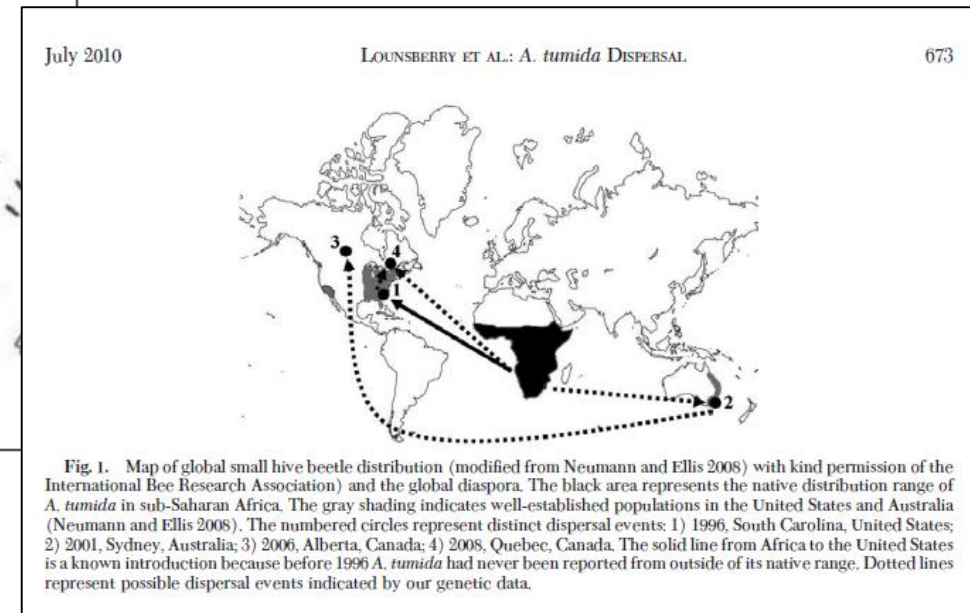 July 2010 LOUNSBERRY ET AL.: A. tumida DISPERSAL 673
3
4
1
2
Fig. 1. Map of global small hive beetle distribution (modified from Neumann and Ellis 2008) with kind permission of the
International Bee Research Association) and the global diaspora. The black area represents the native distribution range of
A. tumida in sub-Saharan Africa. The gray shading indicates well-established populations in the United States and Australia
(Neumann and Ellis 2008). The numbered circles represent distinct dispersal events: 1) 1996, South Carolina, United States;
2) 2001, Sydney, Australia; 3) 2006, Alberta, Canada; 4) 2008, Quebec, Canada. The solid line from Africa to the United States
is a known introduction because before 1996 A. tumida had never been reported from outside of its native range. Dotted lines
represent possible dispersal events indicated by our genetic data.